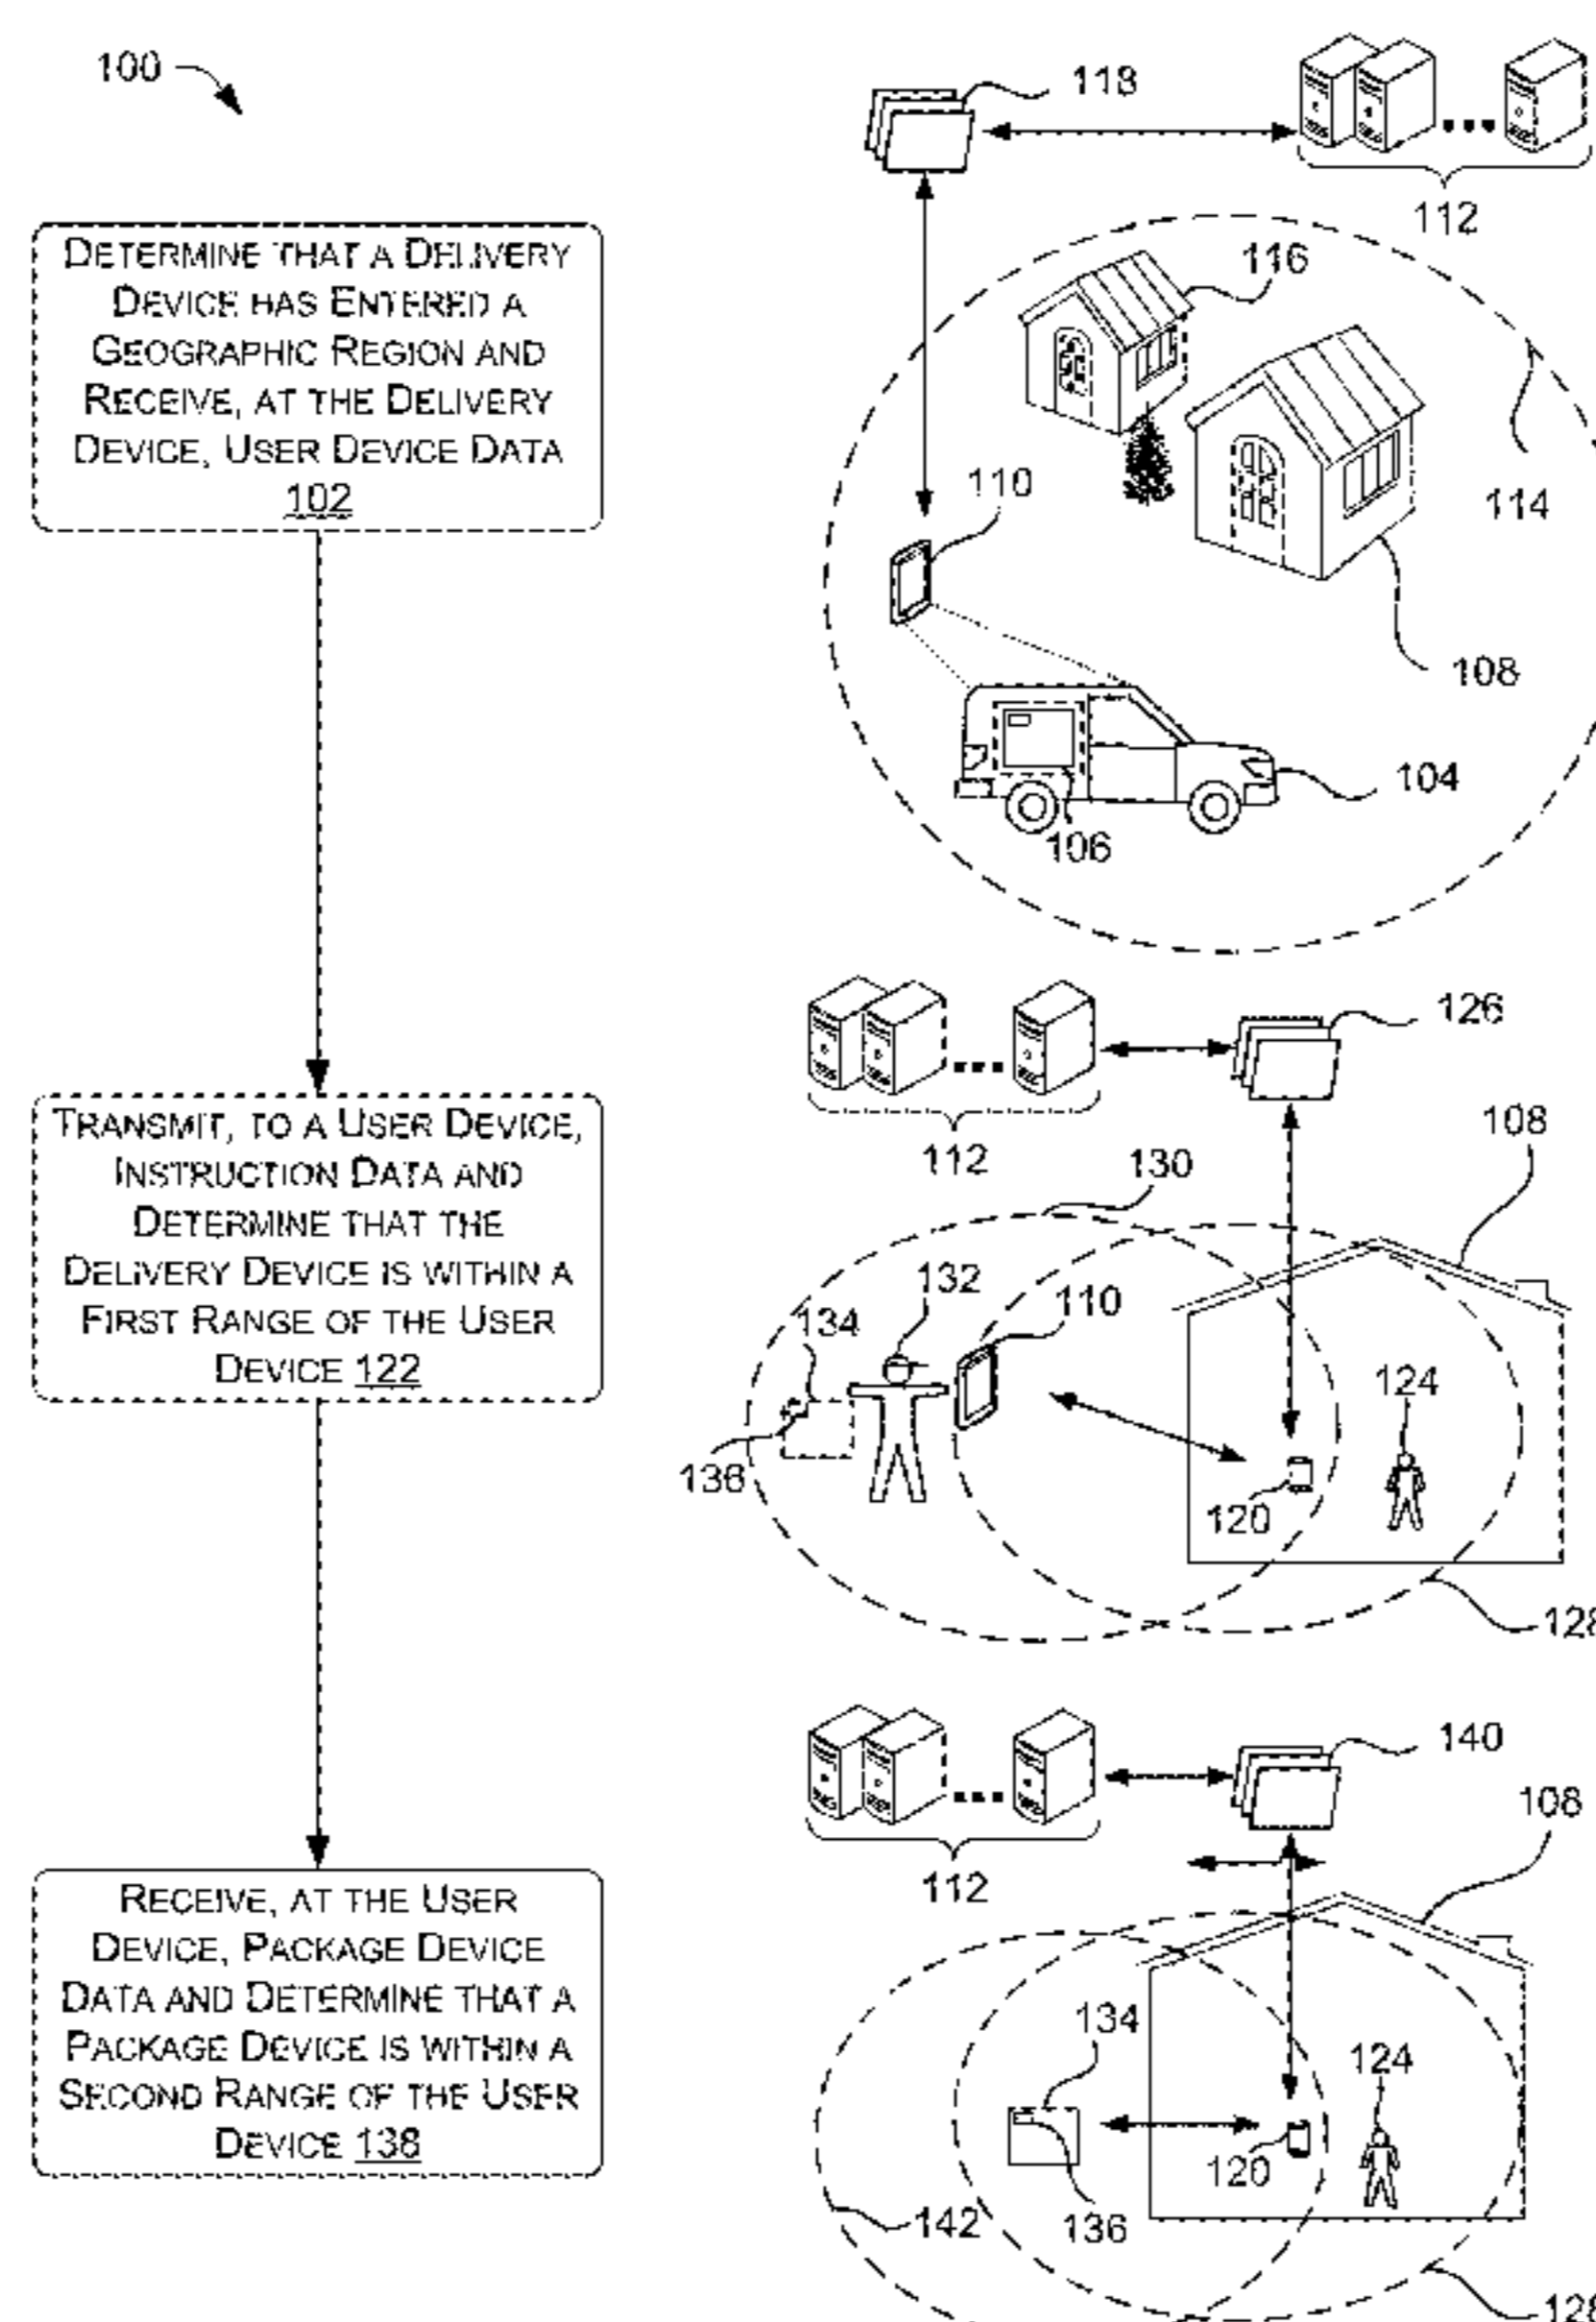 100
118
112
116
DETERMINE THAT A DELIVERY
DEVICE HAS ENTERED A
GEOGRAPHIC REGION AND
RECEIVE, AT THE DELIVERY
DEVICE, USER DEVICE DATA
102
110
114
108
104
106
126
112
130
108
TRANSMIT, TO A USER DEVICE,
INSTRUCTION DATA AND
DETERMINE THAT THE
DELIVERY DEVICE IS WITHIN A
FIRST RANGE OF THE USER
DEVICE 122
132
110
134
124
136
120
128
140
108
112
RECEIVE, AT THE USER
DEVICE, PACKAGE DEVICE
DATA AND DETERMINE THAT A
PACKAGE DEVICE IS WITHIN A
SECOND RANGE OF THE USER
DEVICE 138
134
124
120
142
136